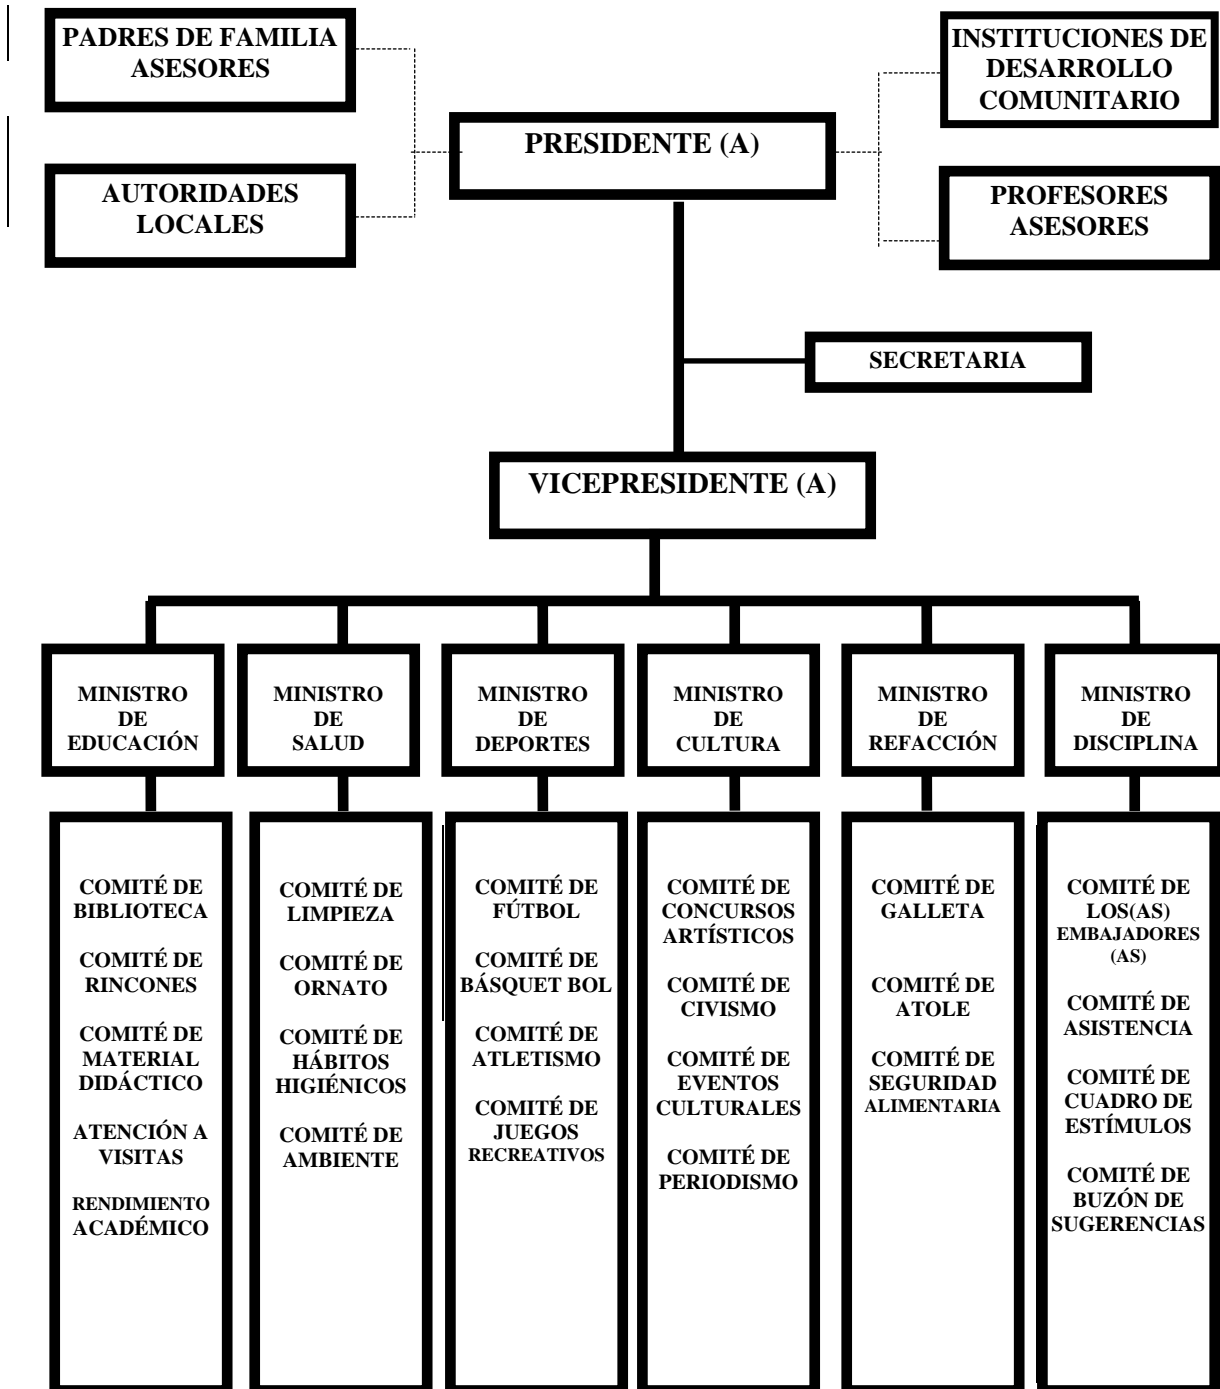 PADRES DE FAMILIA
ASESORES
INSTITUCIONES DE
DESARROLLO
COMUNITARIO
PRESIDENTE (A)
AUTORIDADES
LOCALES
PROFESORES
ASESORES
SECRETARIA
VICEPRESIDENTE (A)
MINISTRO
DE
EDUCACIÓN
MINISTRO
DE
SALUD
MINISTRO
DE
DEPORTES
MINISTRO
DE
CULTURA
MINISTRO
DE
REFACCIÓN
MINISTRO
DE
DISCIPLINA
COMITÉ DE
BIBLIOTECA
COMITÉ DE
RINCONES
COMITÉ DE
MATERIAL
DIDÁCTICO
ATENCIÓN A
VISITAS
RENDIMIENTO
ACADÉMICO
COMITÉ DE
LIMPIEZA
COMITÉ DE
ORNATO
COMITÉ DE
HÁBITOS
HIGIÉNICOS
COMITÉ DE
AMBIENTE
COMITÉ DE
FÚTBOL
COMITÉ DE
BÁSQUET BOL
COMITÉ DE
ATLETISMO
COMITÉ DE
JUEGOS
RECREATIVOS
COMITÉ DE
CONCURSOS
ARTÍSTICOS
COMITÉ DE
CIVISMO
COMITÉ DE
EVENTOS
CULTURALES
COMITÉ DE
PERIODISMO
COMITÉ DE
GALLETA
COMITÉ DE
ATOLE
COMITÉ DE
SEGURIDAD
ALIMENTARIA
COMITÉ DE
LOS(AS)
EMBAJADORES
(AS)
COMITÉ DE
ASISTENCIA
COMITÉ DE
CUADRO DE
ESTÍMULOS
COMITÉ DE
BUZÓN DE
SUGERENCIAS